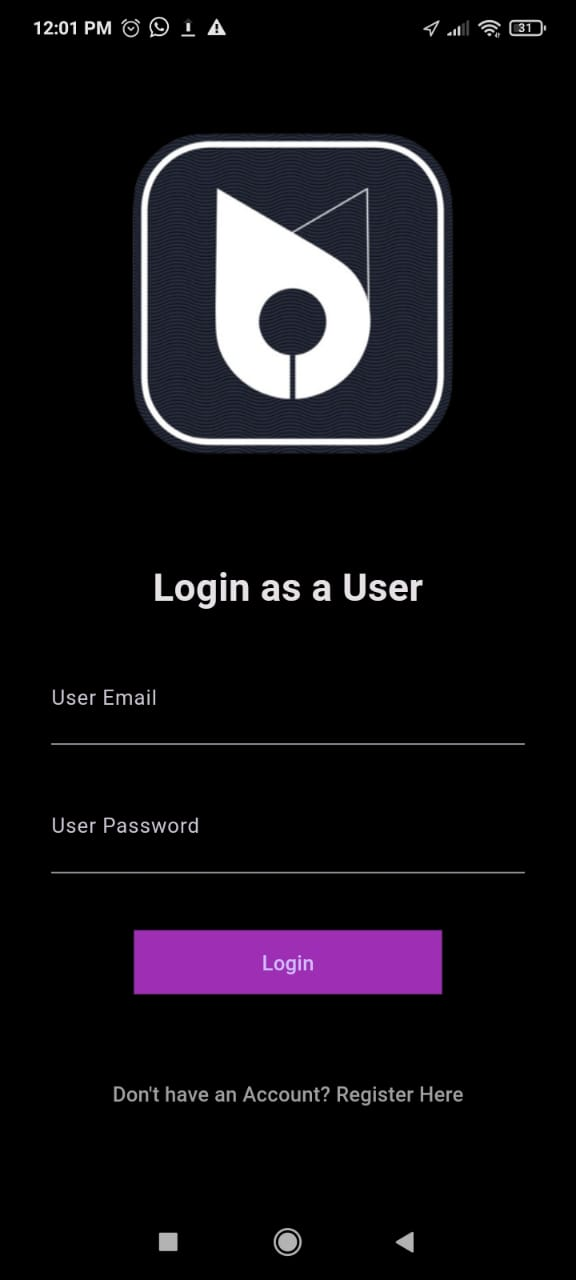 12:01 PM
31
Login as a User
User Email
User Password
Login
Don't have an Account? Register Here